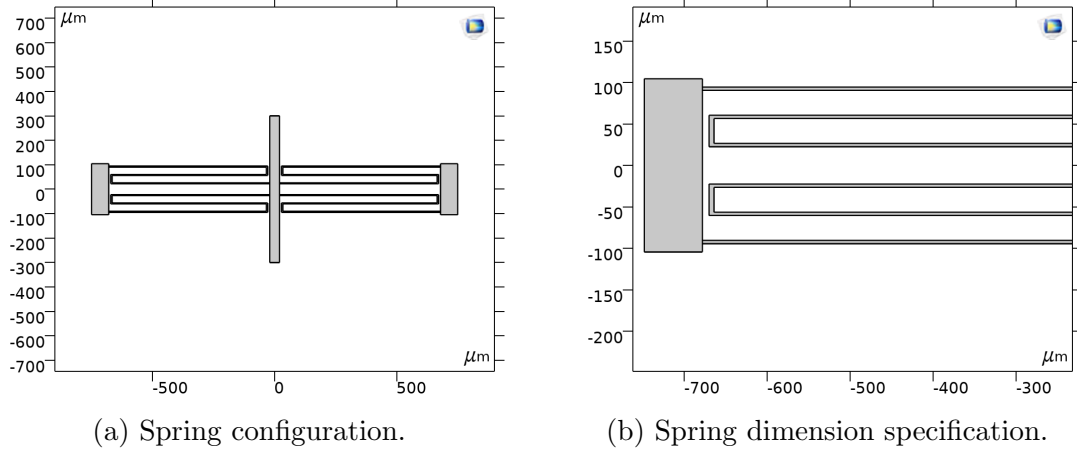 μm
700
600
500
400
300
200
100
0
-100
-200
-300
-400
-500
-600
-700
μm
-500 0 500
(a) Spring configuration.
μm
150
100
50
0
-50
-100
-150
-200
μm
-700 -600 -500 -400 -300
(b) Spring dimension specification.